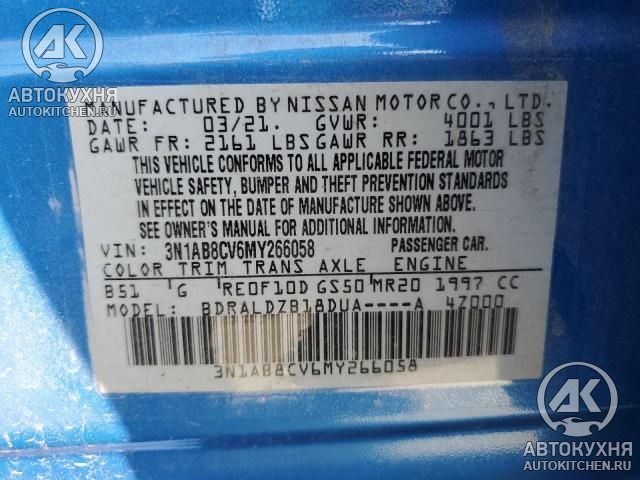 AK
АВТОКУХНЯ
AUTOKITCHEN.RU
MANUFACTURED BY NISSAN MOTOR CO., LTD.
DATE: 03/21. GVWR: 4001 LBS
GAWR FR: 2161 LBS GAWR RR: 1863 LBS
THIS VEHICLE CONFORMS TO ALL APPLICABLE FEDERAL MOTOR
VEHICLE SAFETY, BUMPER AND THEFT PREVENTION STANDARDS
IN EFFECT ON THE DATE OF MANUFACTURE SHOWN ABOVE.
SEE OWNER'S MANUAL FOR ADDITIONAL INFORMATION.
VIN: 3N1AB8CV6MY266058 PASSENGER CAR.
COLOR TRIM TRANS AXLE ENGINE
B51 G RE0F10D GS50 MR20 1997 CC
MODEL: BDRALDZB18DUA----A 4Z000
3N1AB8CV6MY266058
AK
АВТОКУХНЯ
AUTOKITCHEN.RU